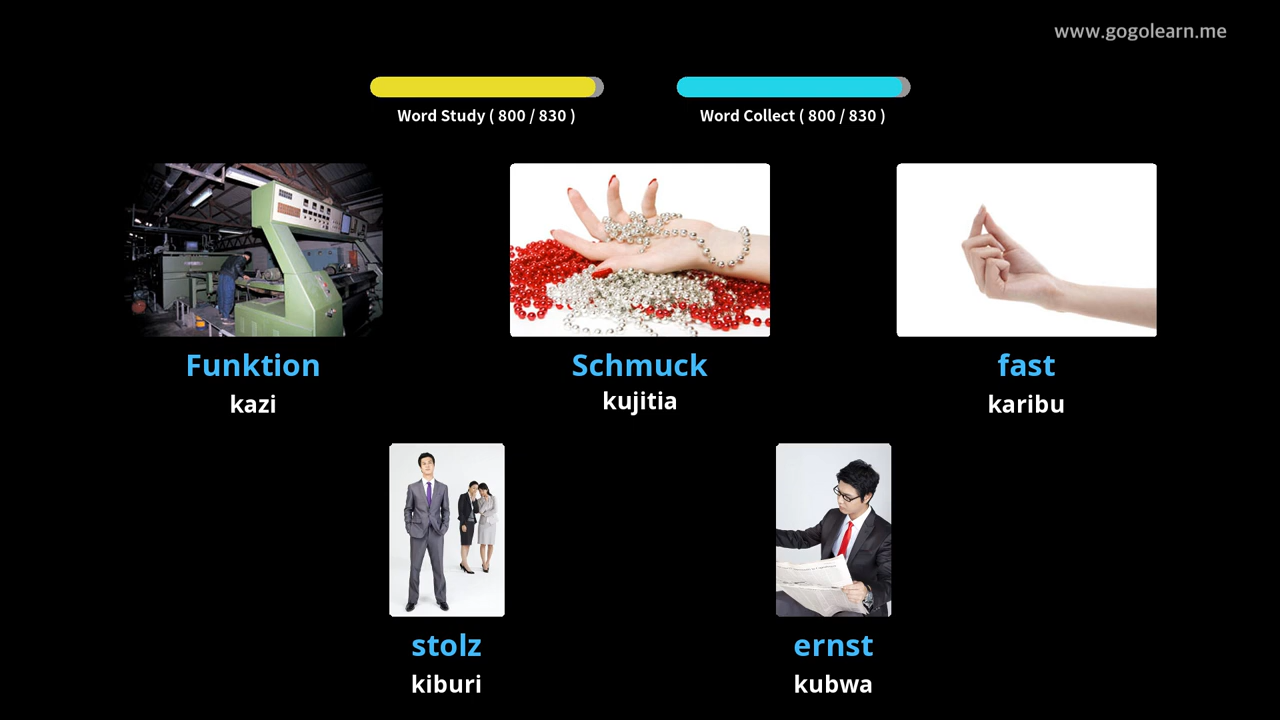 www.gogolearn.me
Word Study ( 800 / 830 )
Word Collect ( 800 / 830 )
Funktion
kazi
Schmuck
kujitia
fast
karibu
stolz
kiburi
ernst
kubwa